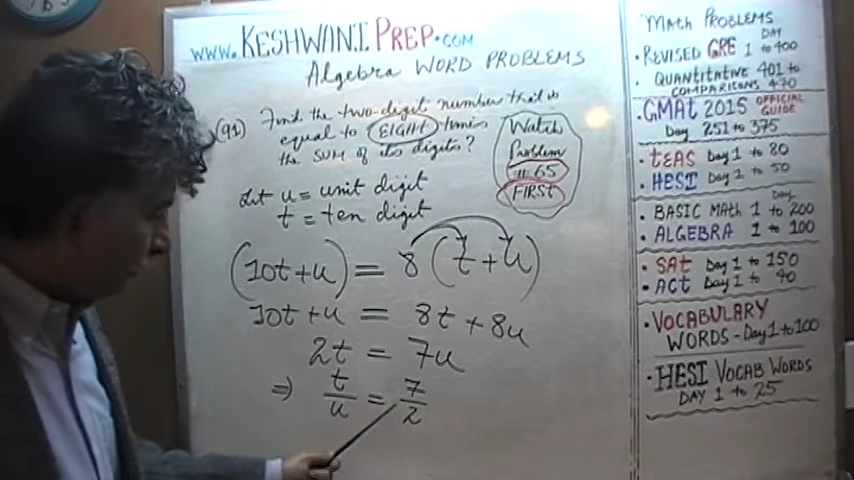 www.KESHWANIPREP.COM
Algebra WORD PROBLEMS
(91) Find the two-digit number that is
equal to EIGHT times
the SUM of its digits?
Watch
Problem
# 65
FIRST
Let u = unit digit
t = ten digit
(10t+u) = 8(t+u)
10t+u = 8t+8u
2t = 7u
⇒ t/u = 7/2
MATH PROBLEMS
DAY
• REVISED GRE 1 to 400
• QUANTITATIVE 401 to
COMPARISONS 470
GMAT 2015 OFFICIAL GUIDE
Day 251 to 375
• TEAS Day 1 to 80
• HESI Day 1 to 50
Day
• BASIC MATH 1 to 200
• ALGEBRA 1 to 100
• SAT Day 1 to 150
• ACT Day 1 to 90
• VOCABULARY
WORDS - Day 1 to 100
• HESI VOCAB WORDS
DAY 1 to 25